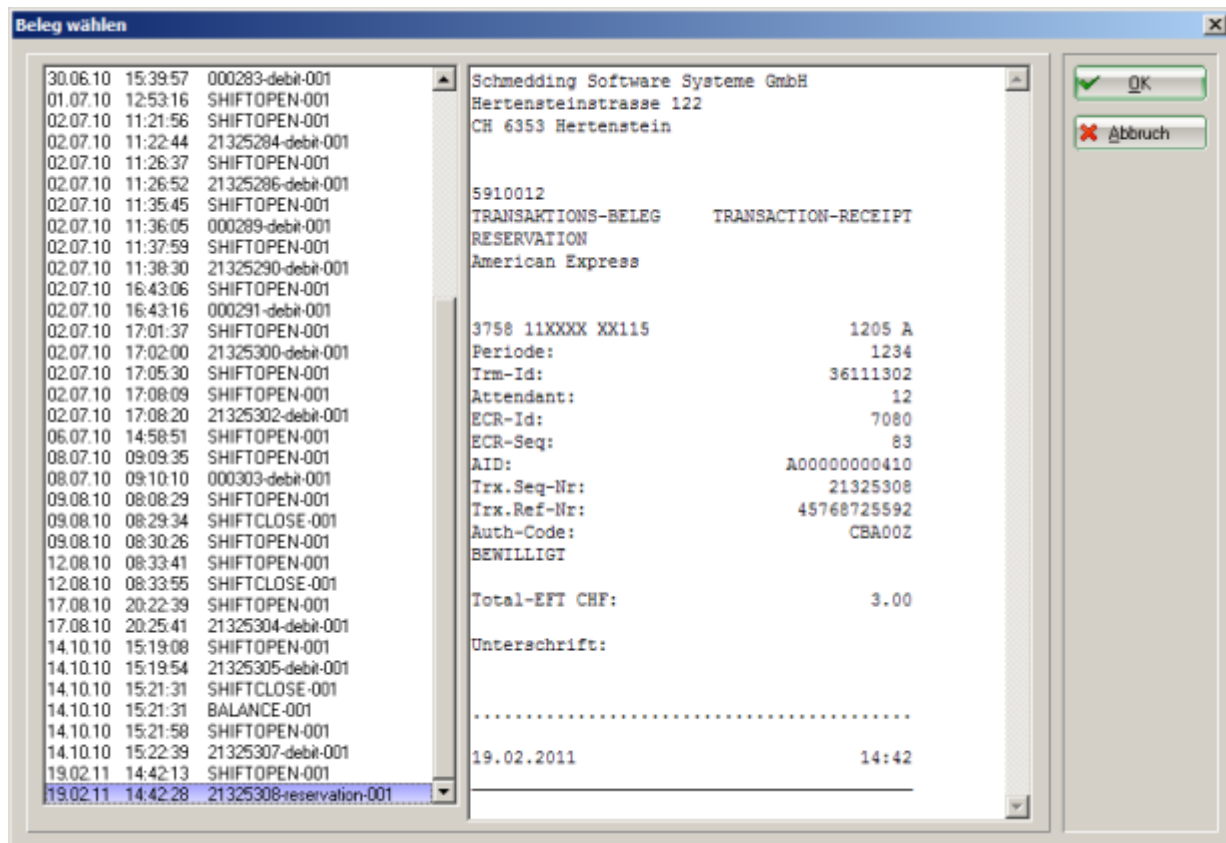 Beleg wählen
30.06.10 15:39:57 000283-debit-001
01.07.10 12:53:16 SHIFTOPEN-001
02.07.10 11:21:56 SHIFTOPEN-001
02.07.10 11:22:44 21325284-debit-001
02.07.10 11:26:37 SHIFTOPEN-001
02.07.10 11:26:52 21325286-debit-001
02.07.10 11:35:45 SHIFTOPEN-001
02.07.10 11:36:05 000289-debit-001
02.07.10 11:37:59 SHIFTOPEN-001
02.07.10 11:38:30 21325290-debit-001
02.07.10 16:43:06 SHIFTOPEN-001
02.07.10 16:43:16 000291-debit-001
02.07.10 17:01:37 SHIFTOPEN-001
02.07.10 17:02:00 21325300-debit-001
02.07.10 17:05:30 SHIFTOPEN-001
02.07.10 17:08:09 SHIFTOPEN-001
02.07.10 17:08:20 21325302-debit-001
06.07.10 14:58:51 SHIFTOPEN-001
08.07.10 09:09:35 SHIFTOPEN-001
08.07.10 09:10:10 000303-debit-001
09.08.10 08:08:29 SHIFTOPEN-001
09.08.10 08:29:34 SHIFTCLOSE-001
09.08.10 08:30:26 SHIFTOPEN-001
12.08.10 08:33:41 SHIFTOPEN-001
12.08.10 08:33:55 SHIFTCLOSE-001
17.08.10 20:22:39 SHIFTOPEN-001
17.08.10 20:25:41 21325304-debit-001
14.10.10 15:19:08 SHIFTOPEN-001
14.10.10 15:19:54 21325305-debit-001
14.10.10 15:21:31 SHIFTCLOSE-001
14.10.10 15:21:31 BALANCE-001
14.10.10 15:21:58 SHIFTOPEN-001
14.10.10 15:22:39 21325307-debit-001
19.02.11 14:42:13 SHIFTOPEN-001
19.02.11 14:42:28 21325308-reservation-001
Schmedding Software Systeme GmbH
Hertensteinstrasse 122
CH 6353 Hertenstein
5910012
TRANSAKTIONS-BELEG TRANSACTION-RECEIPT
RESERVATION
American Express
3758 11XXXX XX115 1205 A
Periode: 1234
Trm-Id: 36111302
Attendant: 12
ECR-Id: 7080
ECR-Seq: 83
AID: A00000000410
Trx.Seq-Nr: 21325308
Trx.Ref-Nr: 45768725592
Auth-Code: CBA00Z
BEWILLIGT
Total-EFT CHF: 3.00
Unterschrift:
..........................................
19.02.2011 14:42
OK
Abbruch